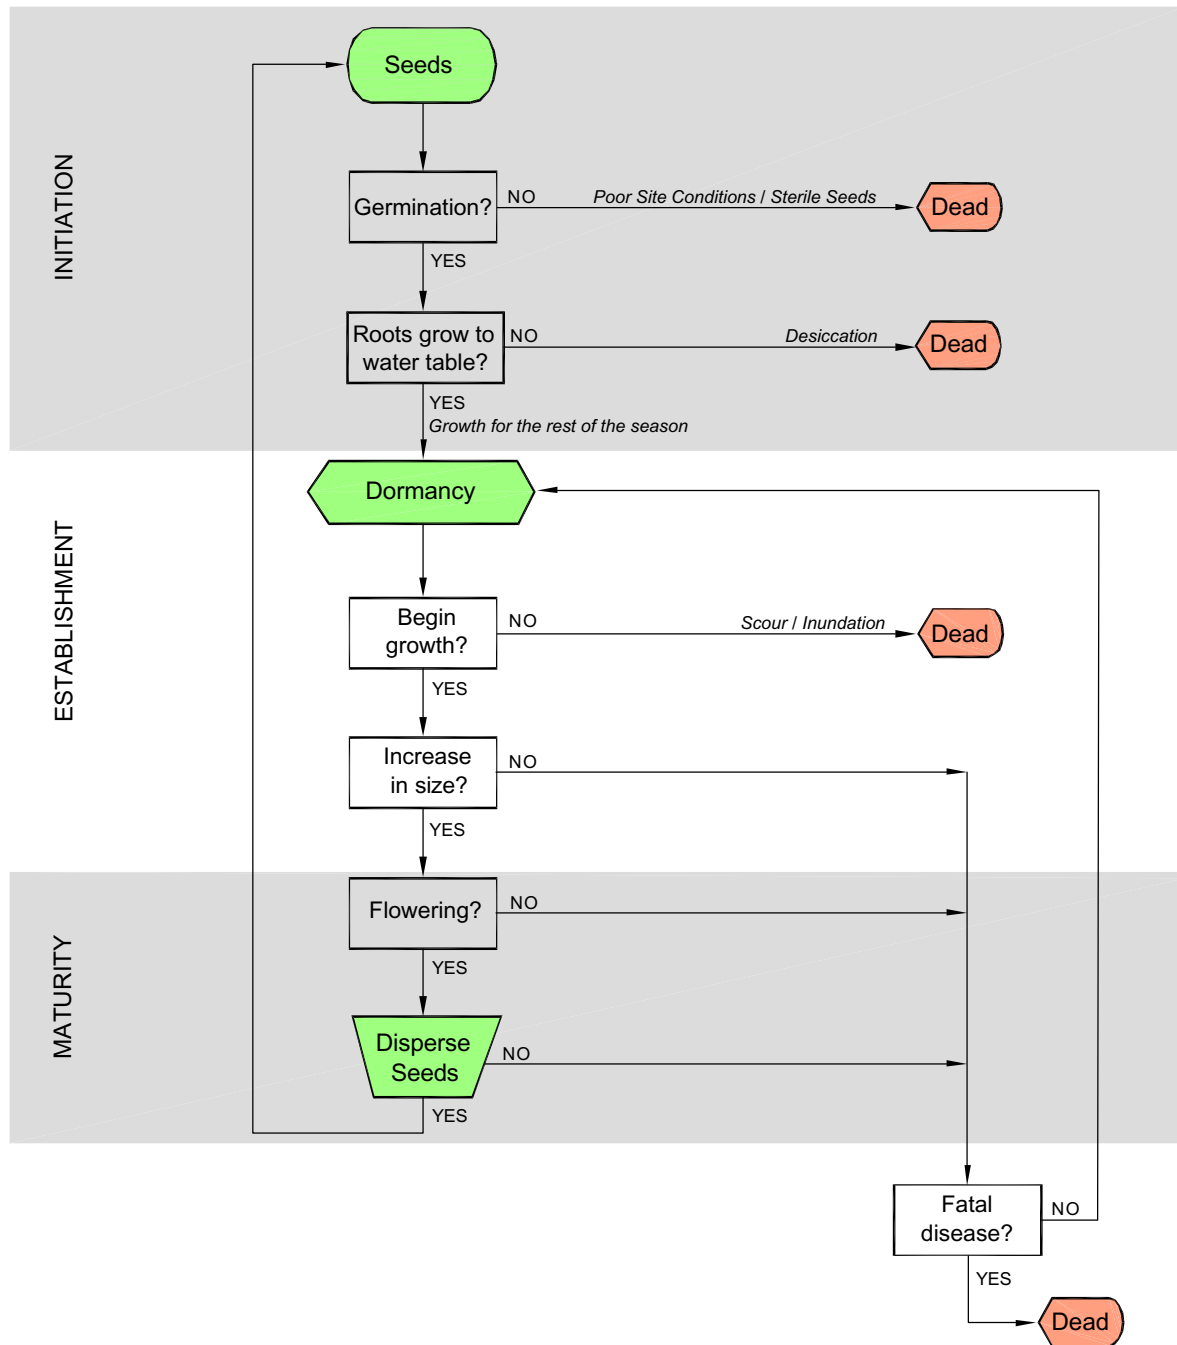 INITIATION
Seeds
Germination?
NO
Poor Site Conditions / Sterile Seeds
Dead
YES
Roots grow to
water table?
NO
Desiccation
Dead
YES
Growth for the rest of the season
ESTABLISHMENT
Dormancy
Begin
growth?
NO
Scour / Inundation
Dead
YES
Increase
in size?
NO
YES
MATURITY
Flowering?
NO
YES
Disperse
Seeds
NO
YES
Fatal
disease?
NO
YES
Dead